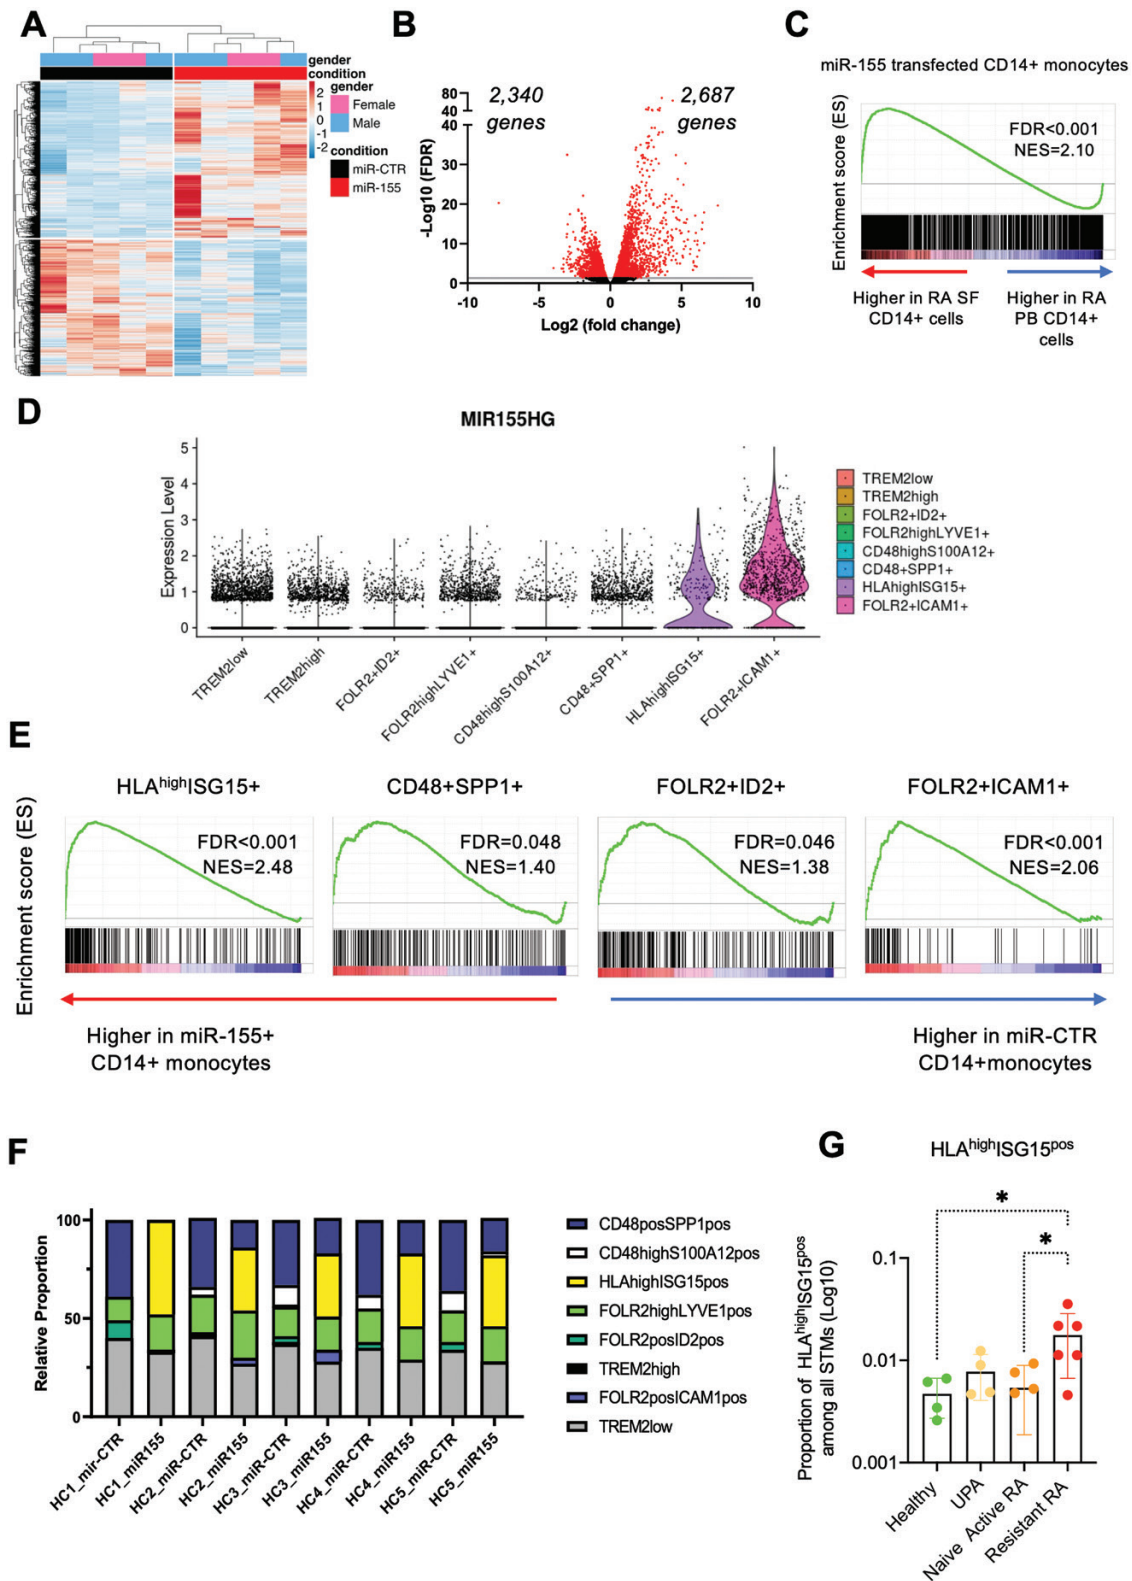 A
gender
condition
2
1
0
-1
-2
gender
Female
Male
condition
miR-CTR
miR-155
B
2,340
genes
2,687
genes
80
40
40
30
20
10
0
-Log10 (FDR)
-10
-5
0
5
10
Log2 (fold change)
C
miR-155 transfected CD14+ monocytes
Enrichment score (ES)
FDR<0.001
NES=2.10
Higher in RA SF
CD14+ cells
Higher in RA
PB CD14+
cells
D
MIR155HG
Expression Level
5
4
3
2
1
0
TREM2low
TREM2high
FOLR2+ID2+
FOLR2highLYVE1+
CD48highS100A12+
CD48+SPP1+
HLAhighISG15+
FOLR2+ICAM1+
TREM2low
TREM2high
FOLR2+ID2+
FOLR2highLYVE1+
CD48highS100A12+
CD48+SPP1+
HLAhighISG15+
FOLR2+ICAM1+
E
Enrichment score (ES)
HLAhighISG15+
FDR<0.001
NES=2.48
CD48+SPP1+
FDR=0.048
NES=1.40
FOLR2+ID2+
FDR=0.046
NES=1.38
FOLR2+ICAM1+
FDR<0.001
NES=2.06
Higher in miR-155+
CD14+ monocytes
Higher in miR-CTR
CD14+monocytes
F
Relative Proportion
100
50
0
HC1_mir-CTR
HC1_miR155
HC2_miR-CTR
HC2_miR155
HC3_miR-CTR
HC3_miR155
HC4_miR-CTR
HC4_miR155
HC5_miR-CTR
HC5_miR155
CD48posSPP1pos
CD48highS100A12pos
HLAhighISG15pos
FOLR2highLYVE1pos
FOLR2posID2pos
TREM2high
FOLR2posICAM1pos
TREM2low
G
HLAhighISG15pos
*
*
Proportion of HLAhighISG15pos
among all STMs (Log10)
0.1
0.01
0.001
Healthy
UPA
Naive Active RA
Resistant RA